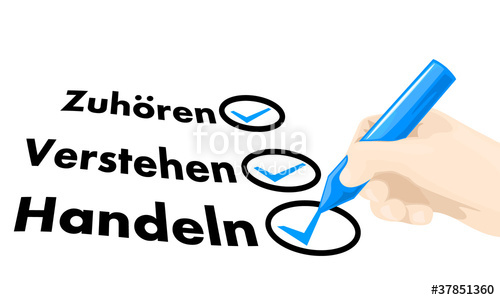 Zuhören
Verstehen
Handeln
fotolia
#37851360